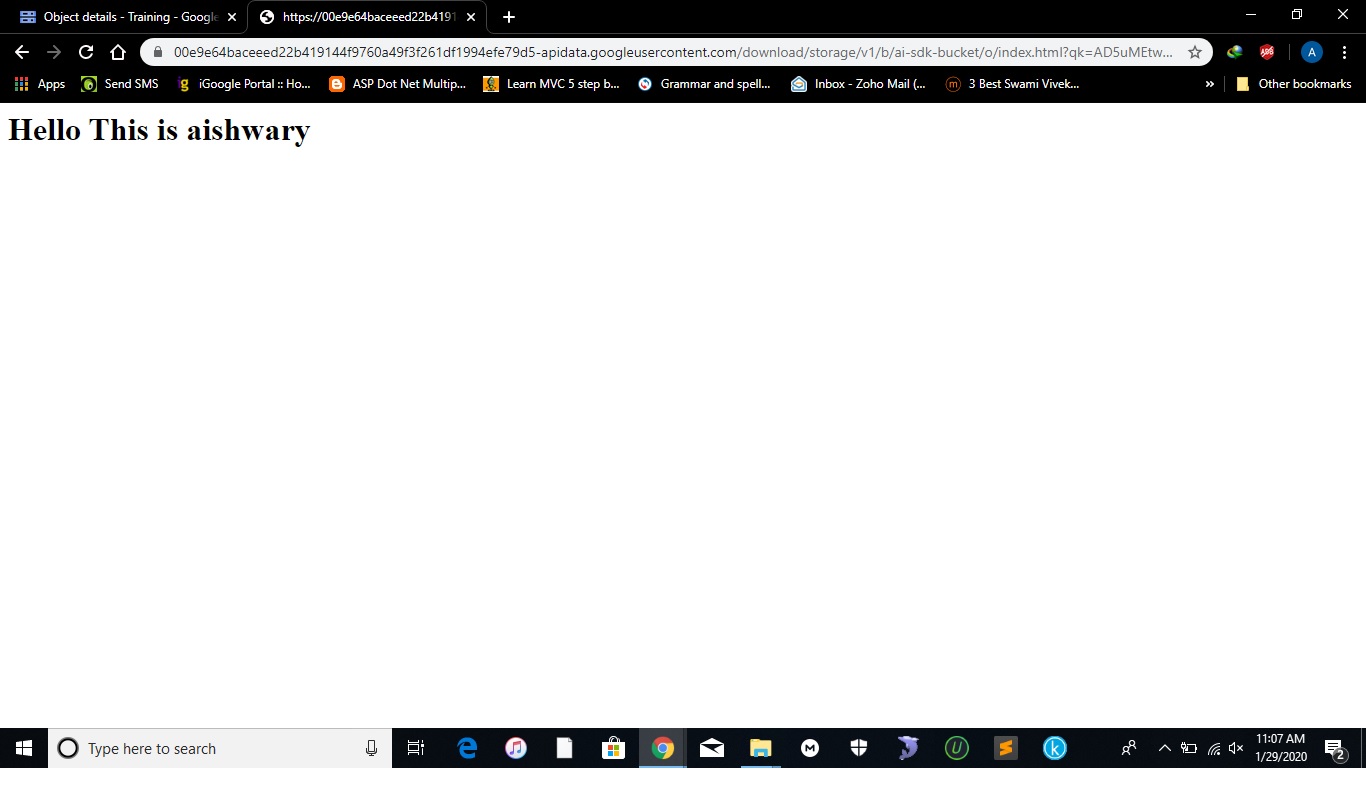 Object details - Training - Google
https://00e9e64baceeed22b4191
00e9e64baceeed22b419144f9760a49f3f261df1994efe79d5-apidata.googleusercontent.com/download/storage/v1/b/ai-sdk-bucket/o/index.html?qk=AD5uMEtw...
ABP
A
Apps
Send SMS
iGoogle Portal :: Ho...
ASP Dot Net Multip...
Learn MVC 5 step b...
Grammar and spell...
Inbox - Zoho Mail (...
3 Best Swami Vivek...
»
Other bookmarks
Hello This is aishwary
Type here to search
11:07 AM
1/29/2020
2